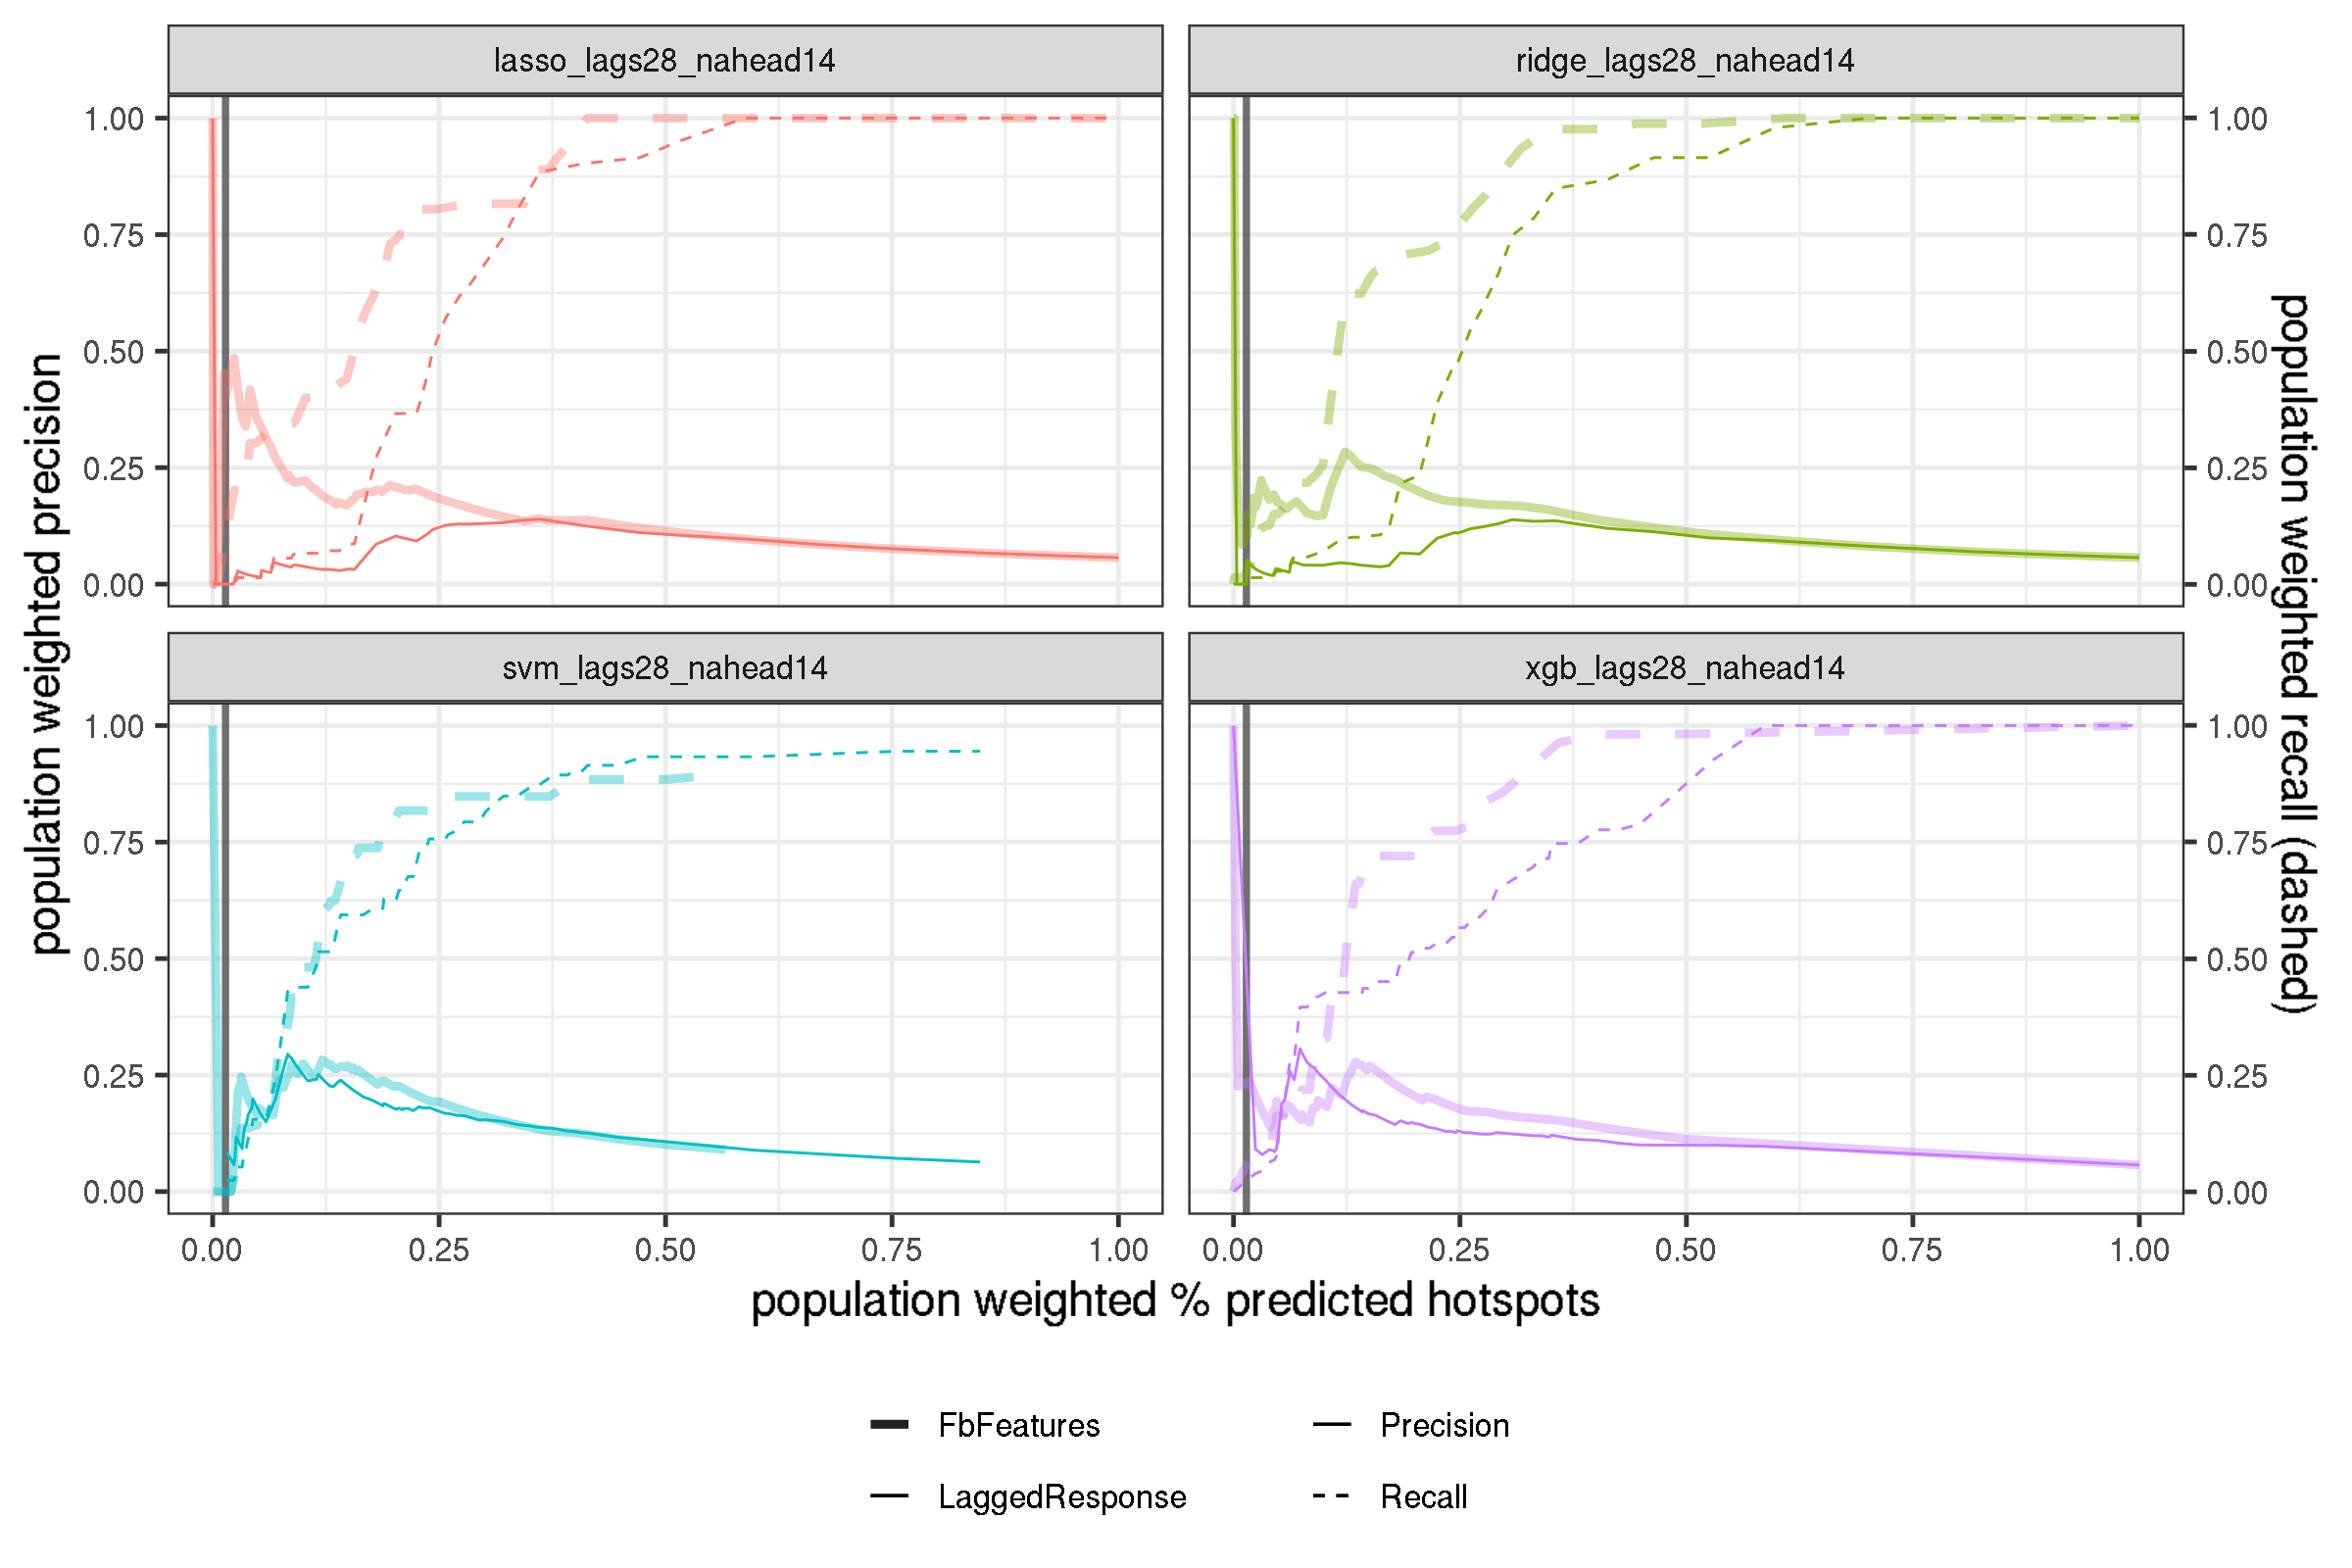 lasso_lags28_nahead14
ridge_lags28_nahead14
1.00
0.75
0.50
0.25
0.00
1.00
0.75
0.50
0.25
0.00
svm_lags28_nahead14
xgb_lags28_nahead14
1.00
0.75
0.50
0.25
0.00
1.00
0.75
0.50
0.25
0.00
0.00 0.25 0.50 0.75 1.00
0.00 0.25 0.50 0.75 1.00
population weighted precision
population weighted recall (dashed)
population weighted % predicted hotspots
FbFeatures
Precision
LaggedResponse
Recall